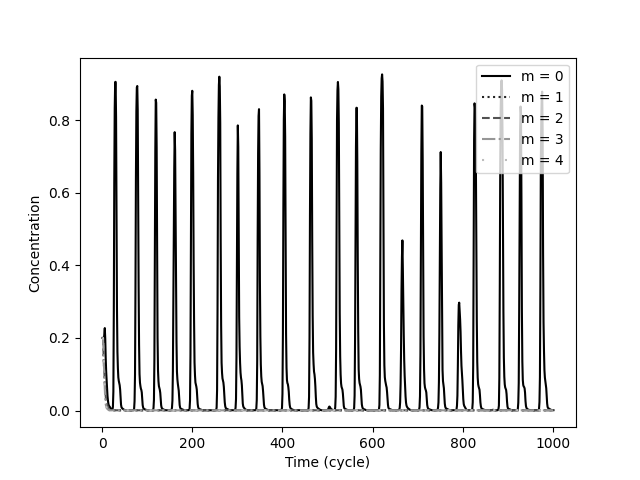 m = 0
m = 1
m = 2
m = 3
m = 4
0.8
0.6
0.4
0.2
0.0
Concentration
0 200 400 600 800 1000
Time (cycle)